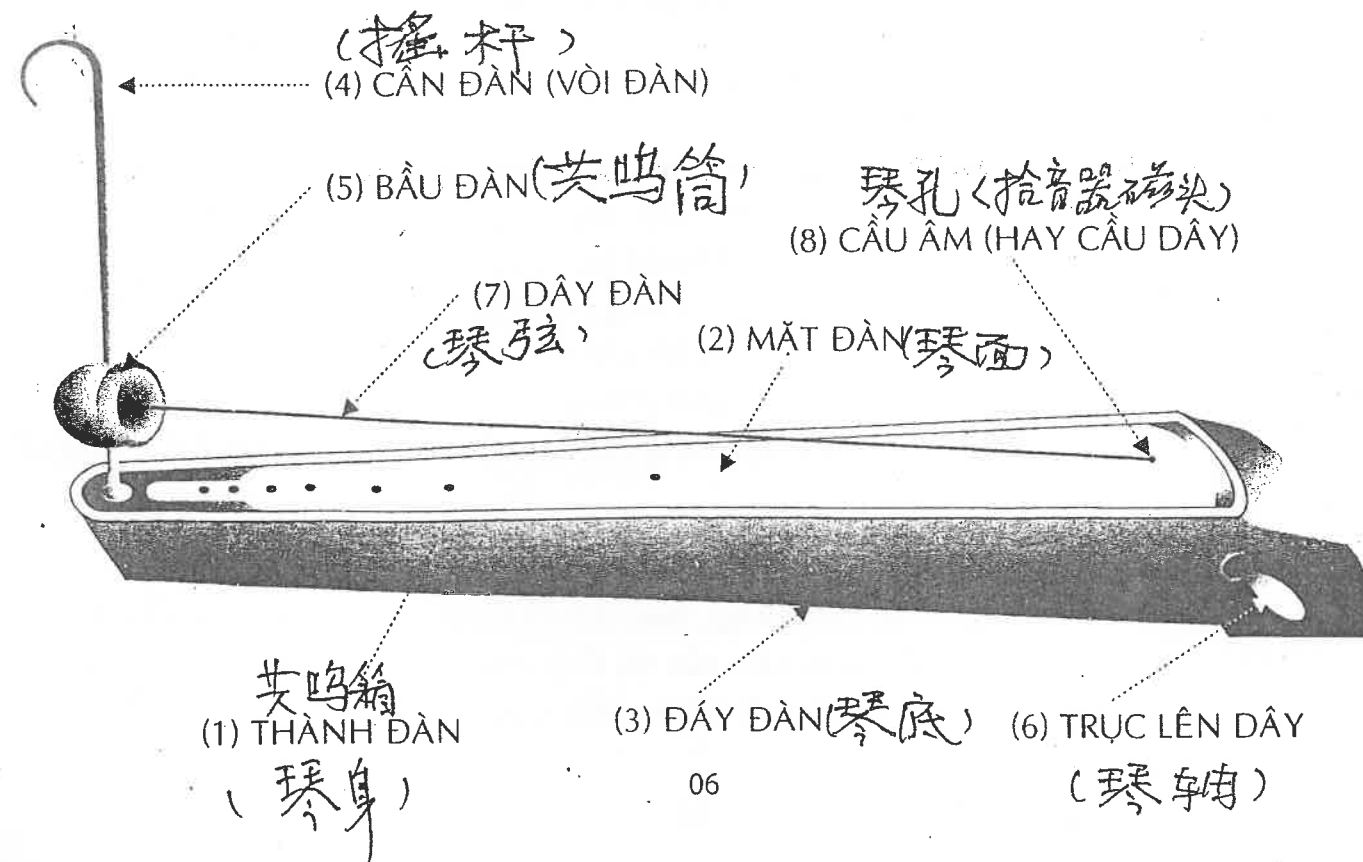 (摇杆)
(4) CẦN ĐÀN (VÒI ĐÀN)
(5) BẦU ĐÀN(共鸣筒)
琴孔(拾音器磁头)
(8) CẦU ÂM (HAY CẦU DÂY)
(7) DÂY ĐÀN
(琴弦)
(2) MẶT ĐÀN(琴面)
共鸣箱
(1) THÀNH ĐÀN
(琴身)
(3) ĐÁY ĐÀN(琴底)
(6) TRỤC LÊN DÂY
(琴轴)
06